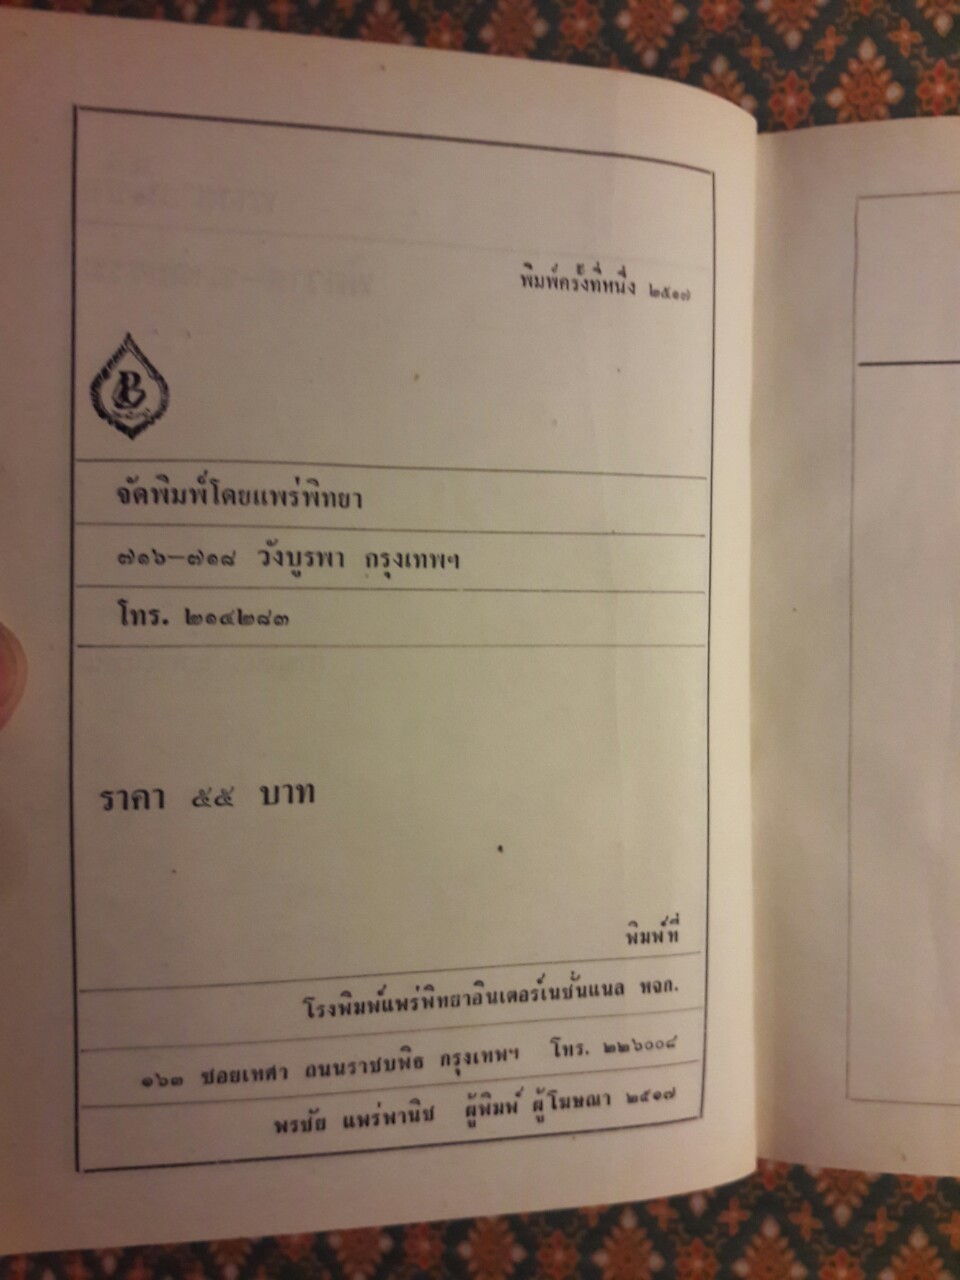 พิมพ์ครั้งที่หนึ่ง ๒๕๑๗
จัดพิมพ์โดยแพร่พิทยา
๗๑๖–๗๑๘ วังบูรพา กรุงเทพฯ
โทร. ๒๑๔๒๘๓
ราคา ๕๕ บาท
พิมพ์ที่
โรงพิมพ์แพร่พิทยาอินเตอร์เนชั่นแนล หจก.
๑๖๓ ซอยเทศา ถนนราชบพิธ กรุงเทพฯ โทร. ๒๒๖๐๐๘
พรชัย แพร่พานิช ผู้พิมพ์ ผู้โฆษณา ๒๕๑๗